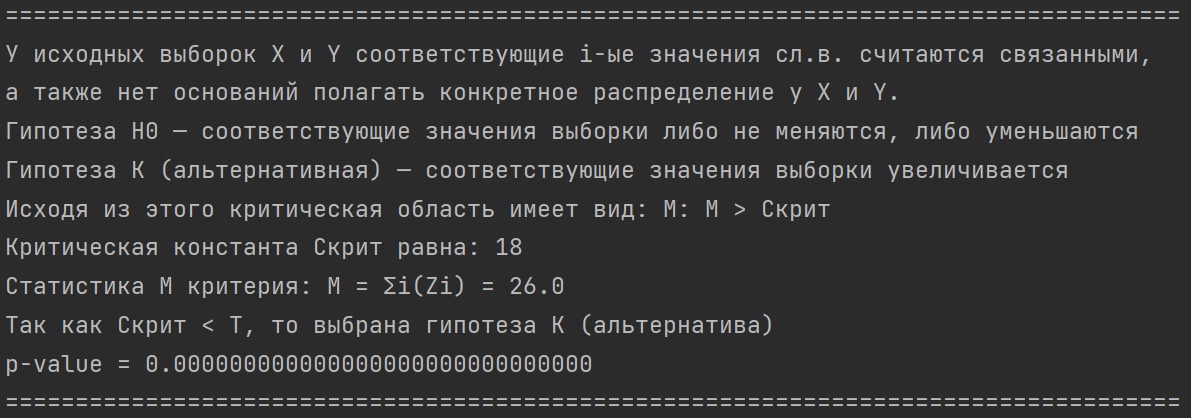 ====================================================================================
У исходных выборок X и Y соответствующие i-ые значения сл.в. считаются связанными,
а также нет оснований полагать конкретное распределение у X и Y.
Гипотеза H0 — соответствующие значения выборки либо не меняются, либо уменьшаются
Гипотеза K (альтернативная) — соответствующие значения выборки увеличивается
Исходя из этого критическая область имеет вид: M: M > Cкрит
Критическая константа Cкрит равна: 18
Статистика M критерия: M = Σi(Zi) = 26.0
Так как Cкрит < T, то выбрана гипотеза K (альтернатива)
p-value = 0.000000000000000000000000000000
====================================================================================